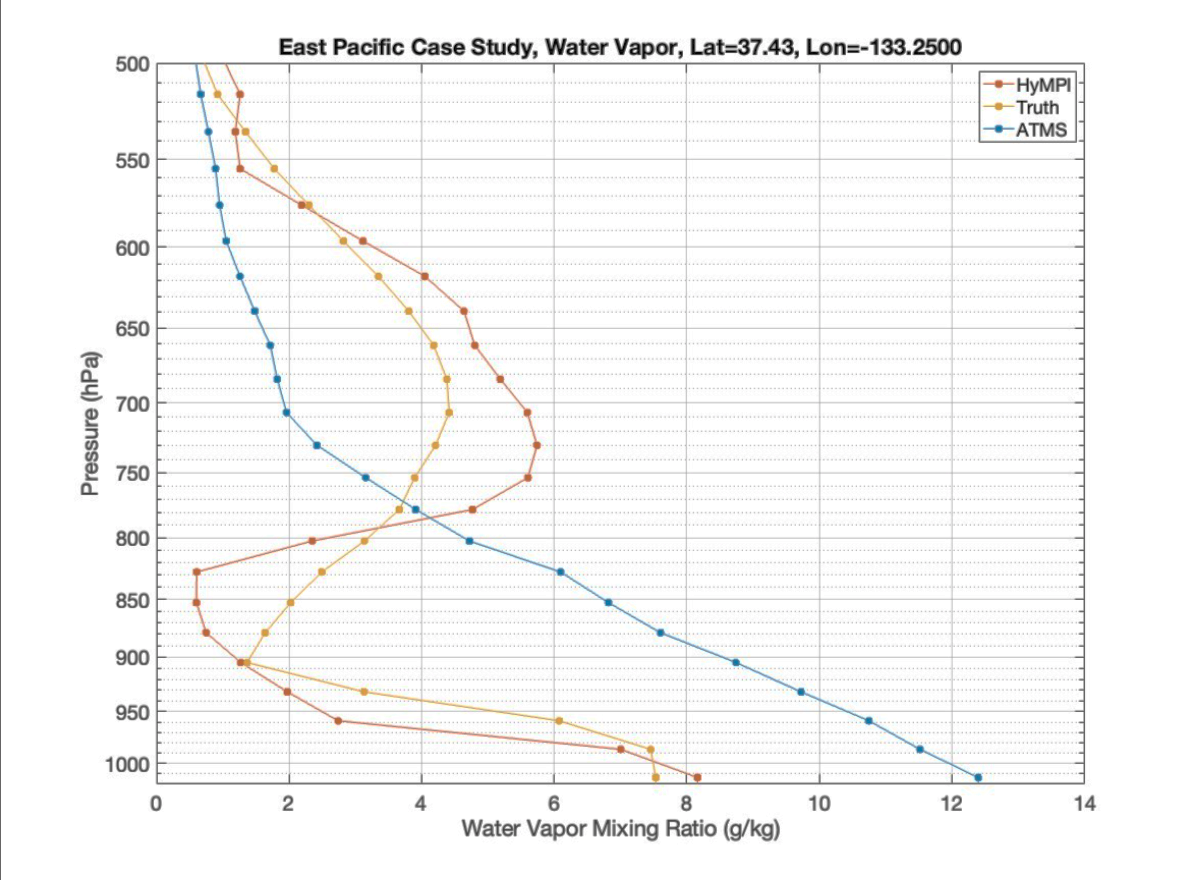 East Pacific Case Study, Water Vapor, Lat=37.43, Lon=-133.2500
HyMPI
Truth
ATMS
Pressure (hPa)
500
550
600
650
700
750
800
850
900
950
1000
0 2 4 6 8 10 12 14
Water Vapor Mixing Ratio (g/kg)